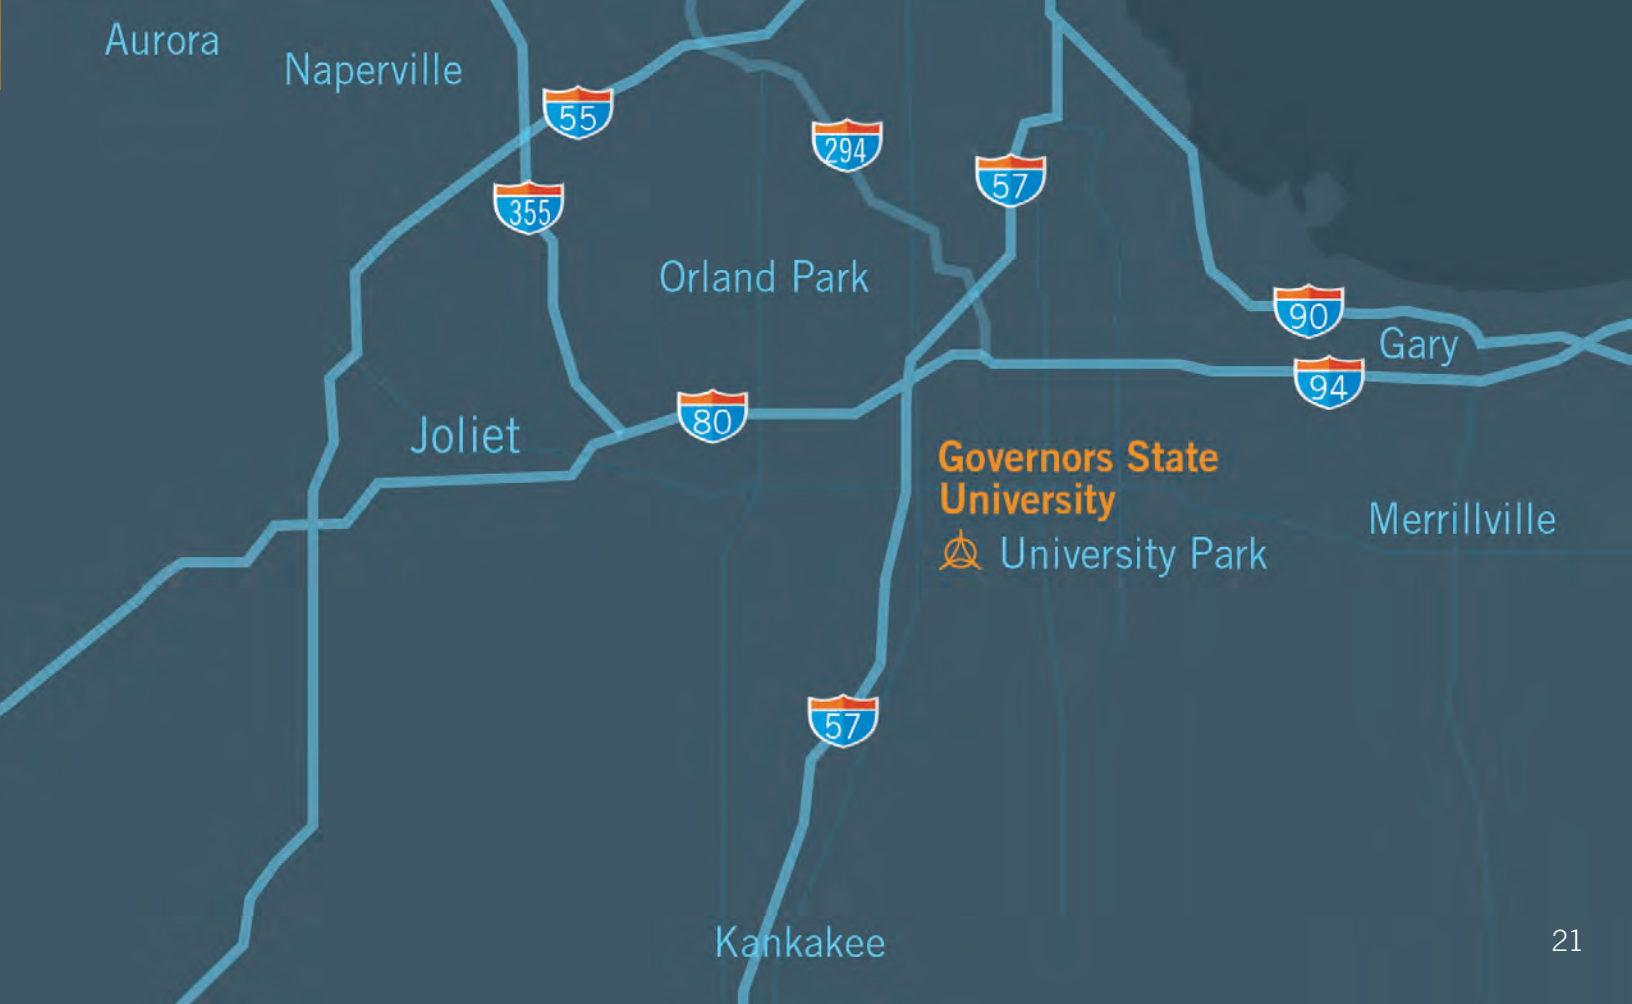 Aurora
Naperville
55
294
57
355
Orland Park
90
Gary
94
80
Joliet
Governors State
University
University Park
Merrillville
57
Kankakee
21